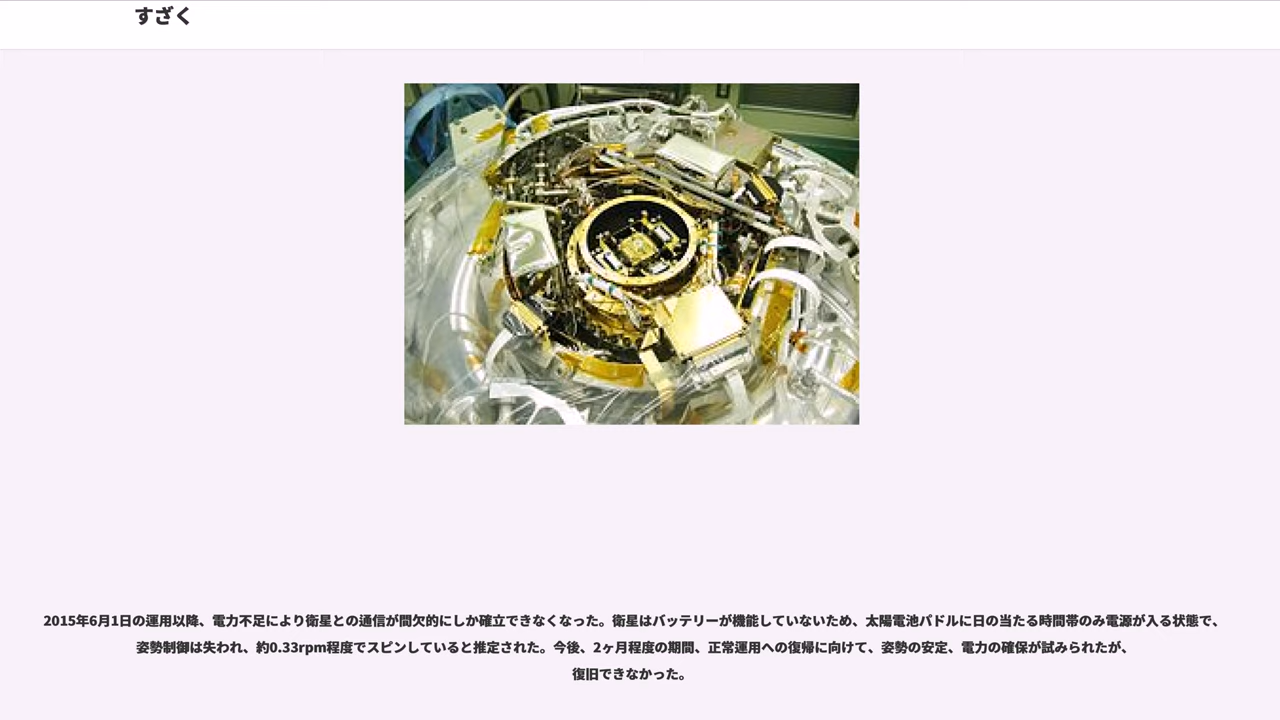 すざく
2015年6月1日の運用以降、電力不足により衛星との通信が間欠的にしか確立できなくなった。衛星はバッテリーが機能していないため、太陽電池パドルに日の当たる時間帯のみ電源が入る状態で、
姿勢制御は失われ、約0.33rpm程度でスピンしていると推定された。今後、2ヶ月程度の期間、正常運用への復帰に向けて、姿勢の安定、電力の確保が試みられたが、
復旧できなかった。